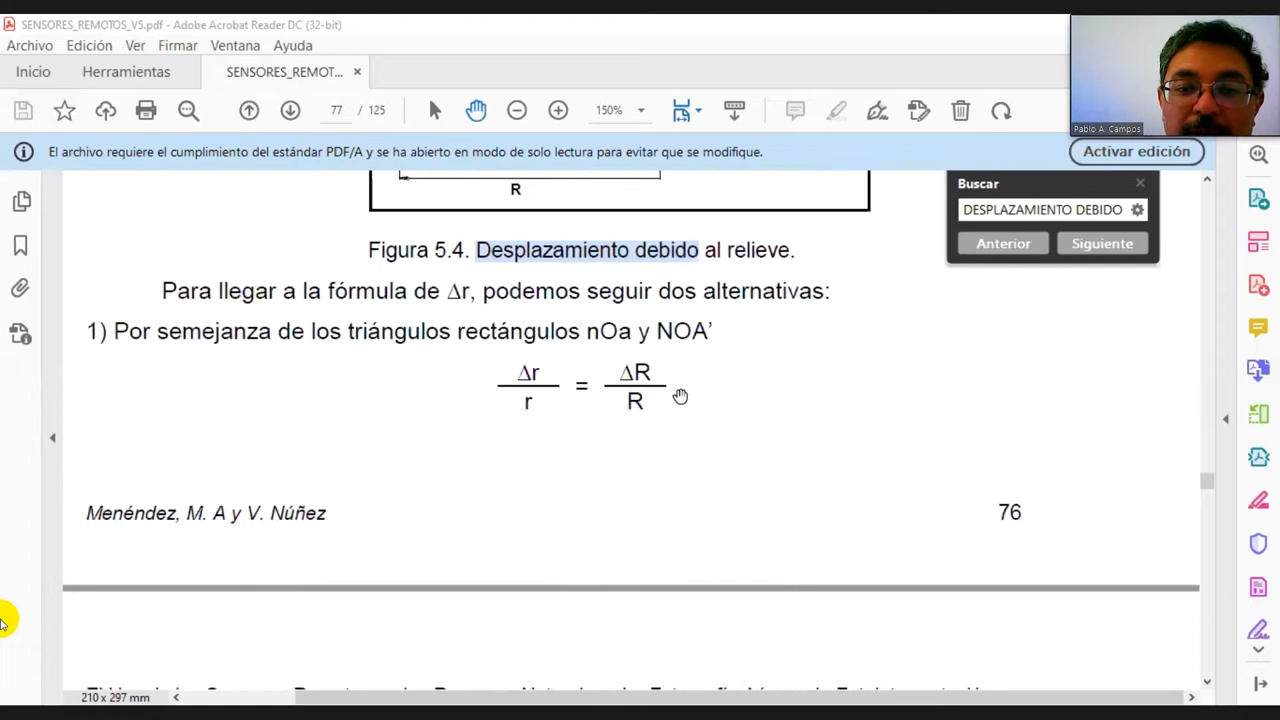 SENSORES_REMOTOS_V5.pdf - Adobe Acrobat Reader DC (32-bit)
Archivo Edición Ver Firmar Ventana Ayuda
Inicio Herramientas SENSORES_REMOT... ×
77 / 125 150%
Pablo A. Campos
El archivo requiere el cumplimiento del estándar PDF/A y se ha abierto en modo de solo lectura para evitar que se modifique. Activar edición
Buscar
DESPLAZAMIENTO DEBIDO
Anterior Siguiente
R
Figura 5.4. Desplazamiento debido al relieve.
Para llegar a la fórmula de Δr, podemos seguir dos alternativas:
1) Por semejanza de los triángulos rectángulos nOa y NOA’
Δr ΔR
=
r R
Menéndez, M. A y V. Núñez 76
210 x 297 mm